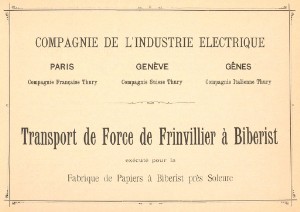 COMPAGNIE DE L'INDUSTRIE ELECTRIQUE
PARIS GENÈVE GÊNES
Compagnie Française Thury Compagnie Suisse Thury Compagnie Italienne Thury
Transport de Force de Frinvillier à Biberist
exécuté pour la
Fabrique de Papiers à Biberist près Soleure